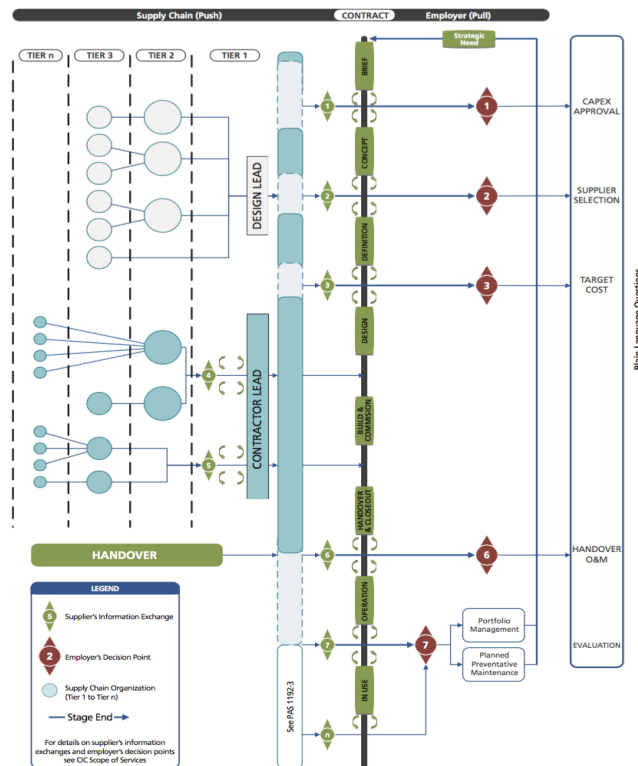 Supply Chain (Push)
CONTRACT
Employer (Pull)
TIER n
TIER 3
TIER 2
TIER 1
Strategic
Need
BRIEF
1
1
CAPEX
APPROVAL
CONCEPT
DESIGN LEAD
2
2
SUPPLIER
SELECTION
DEFINITION
3
3
TARGET
COST
Plain Language Questions
DESIGN
CONTRACTOR LEAD
4
BUILD &
COMMISION
5
HANDOVER
& CLOSEOUT
HANDOVER
6
6
HANDOVER
O&M
OPERATION
LEGEND
5
Supplier's Information Exchange
2
Employer's Decision Point
Supply Chain Organization
(Tier 1 to Tier n)
Stage End
For details on supplier's information
exchanges and employer's decision points
see CIC Scope of Services
7
7
Portfolio
Management
Planned
Preventative
Maintenance
EVALUATION
See PAS 1192-3
IN USE
n